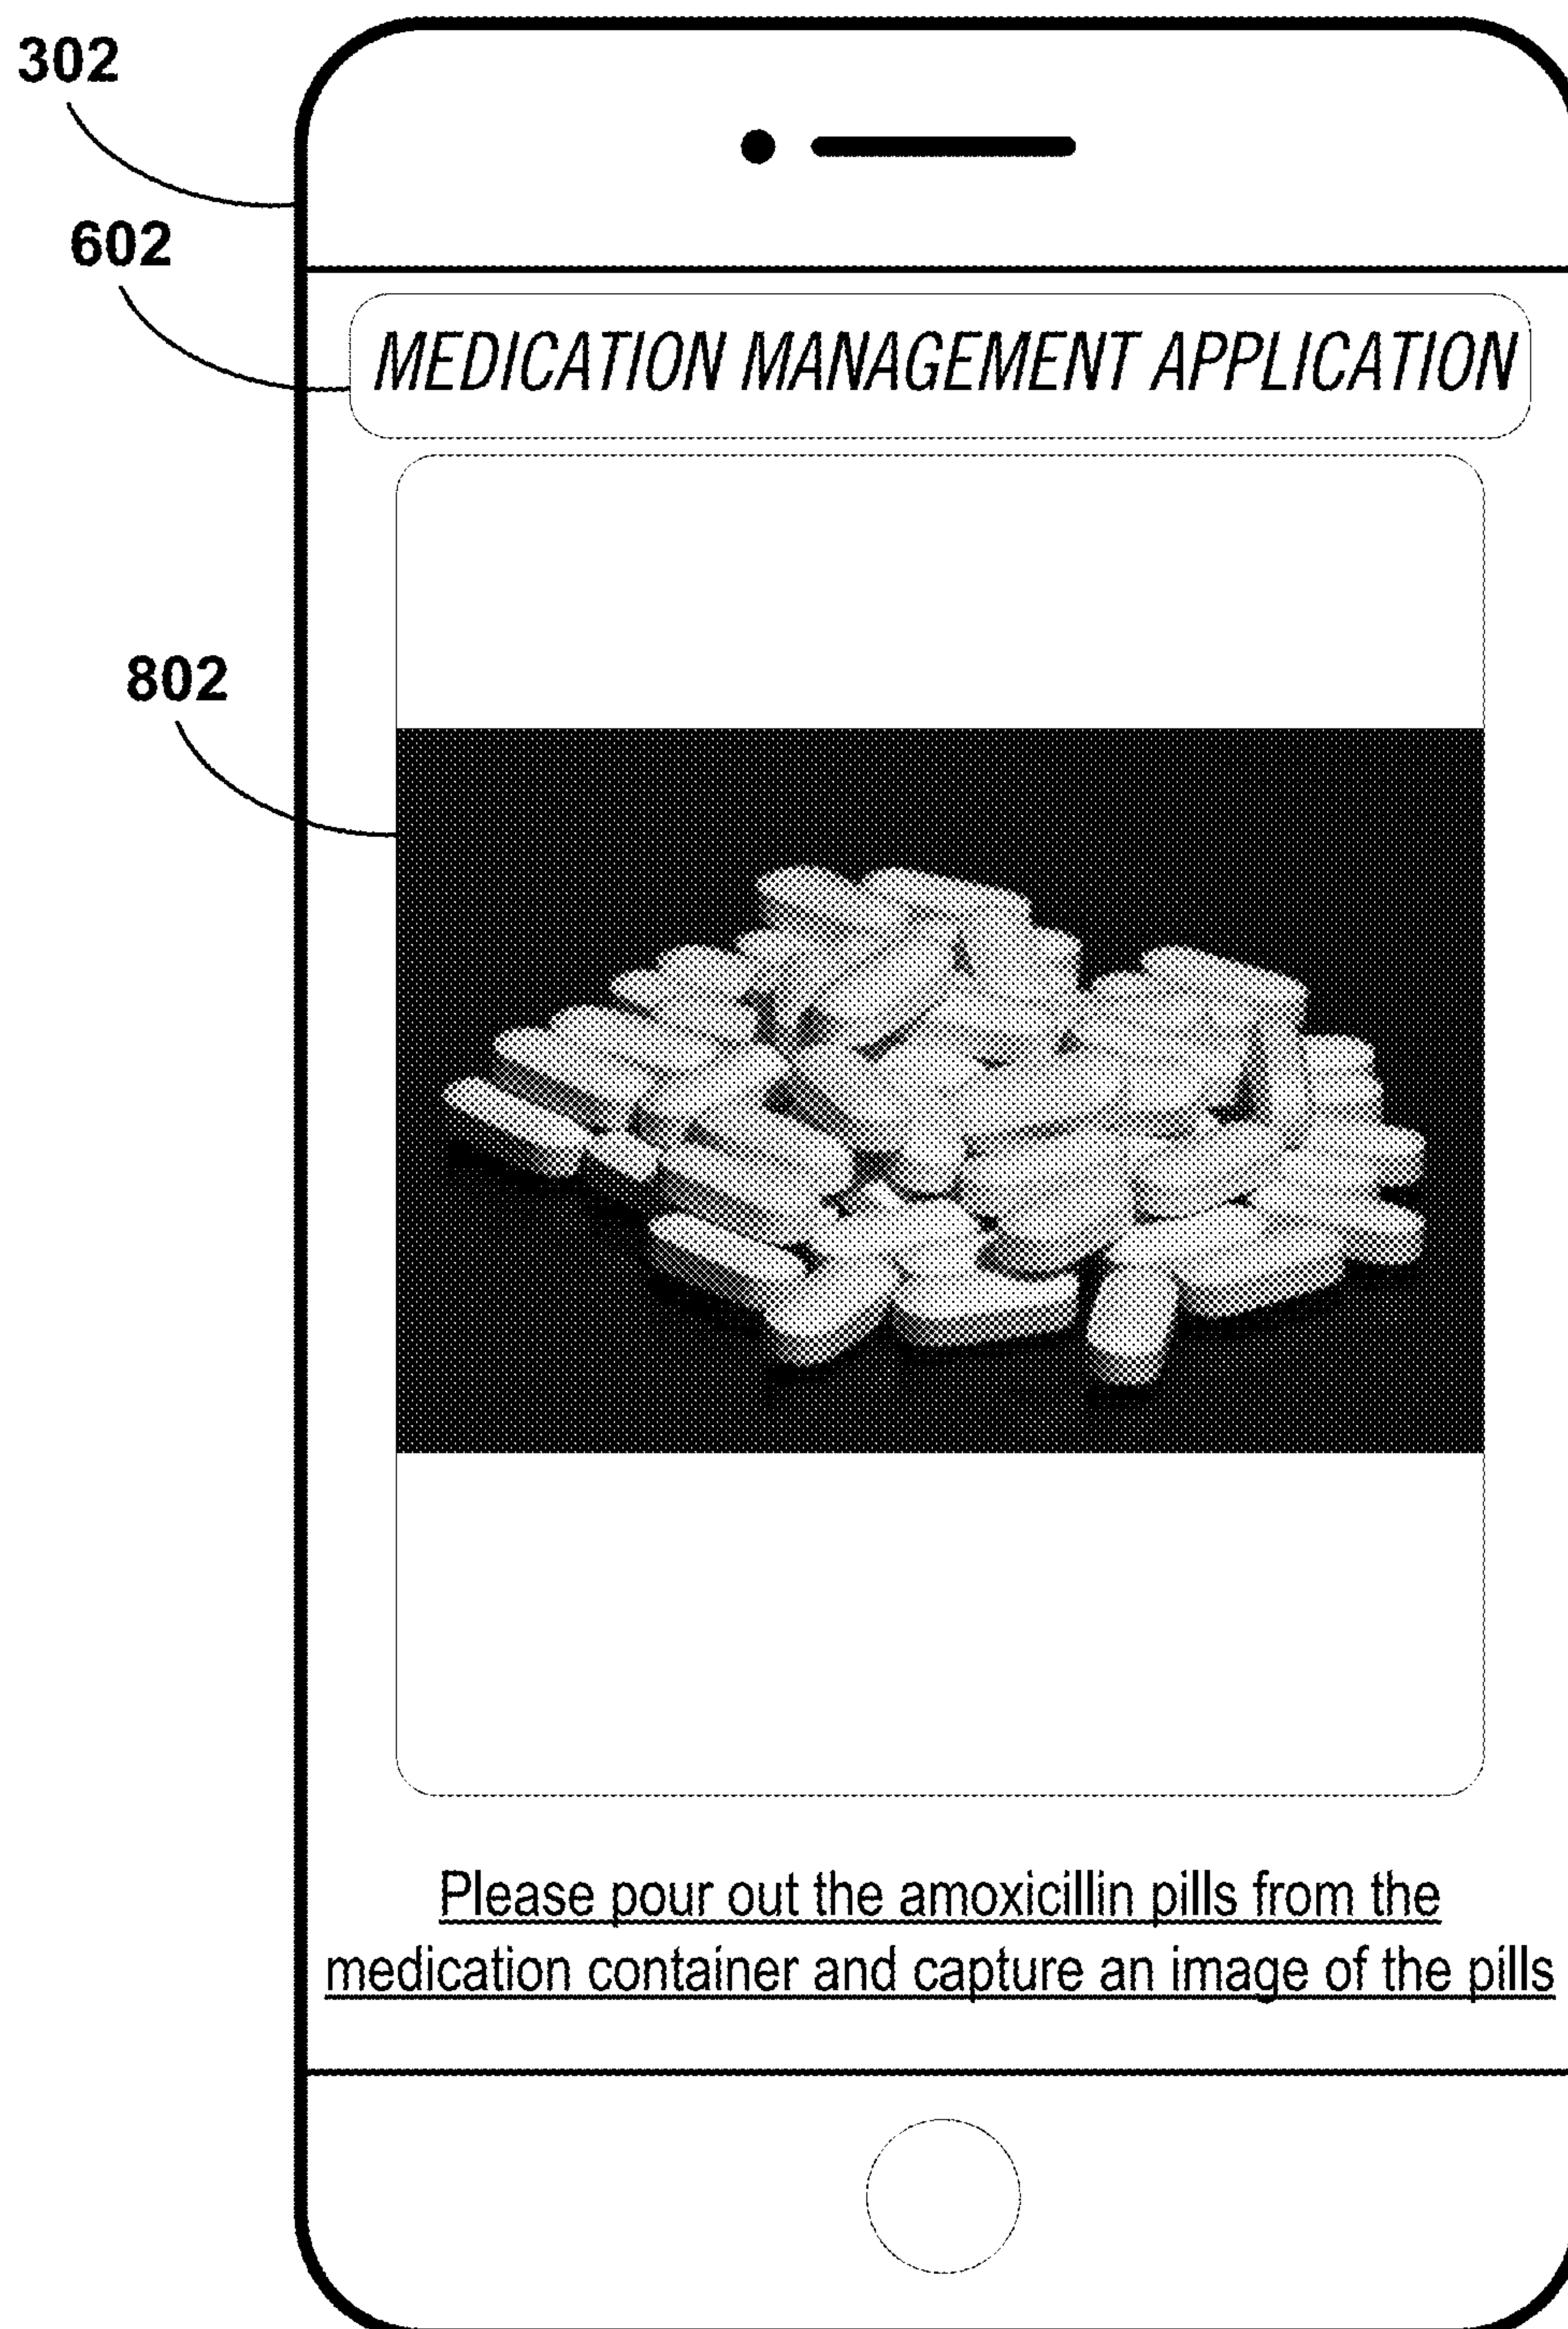 302
602
MEDICATION MANAGEMENT APPLICATION
802
Please pour out the amoxicillin pills from the
medication container and capture an image of the pills